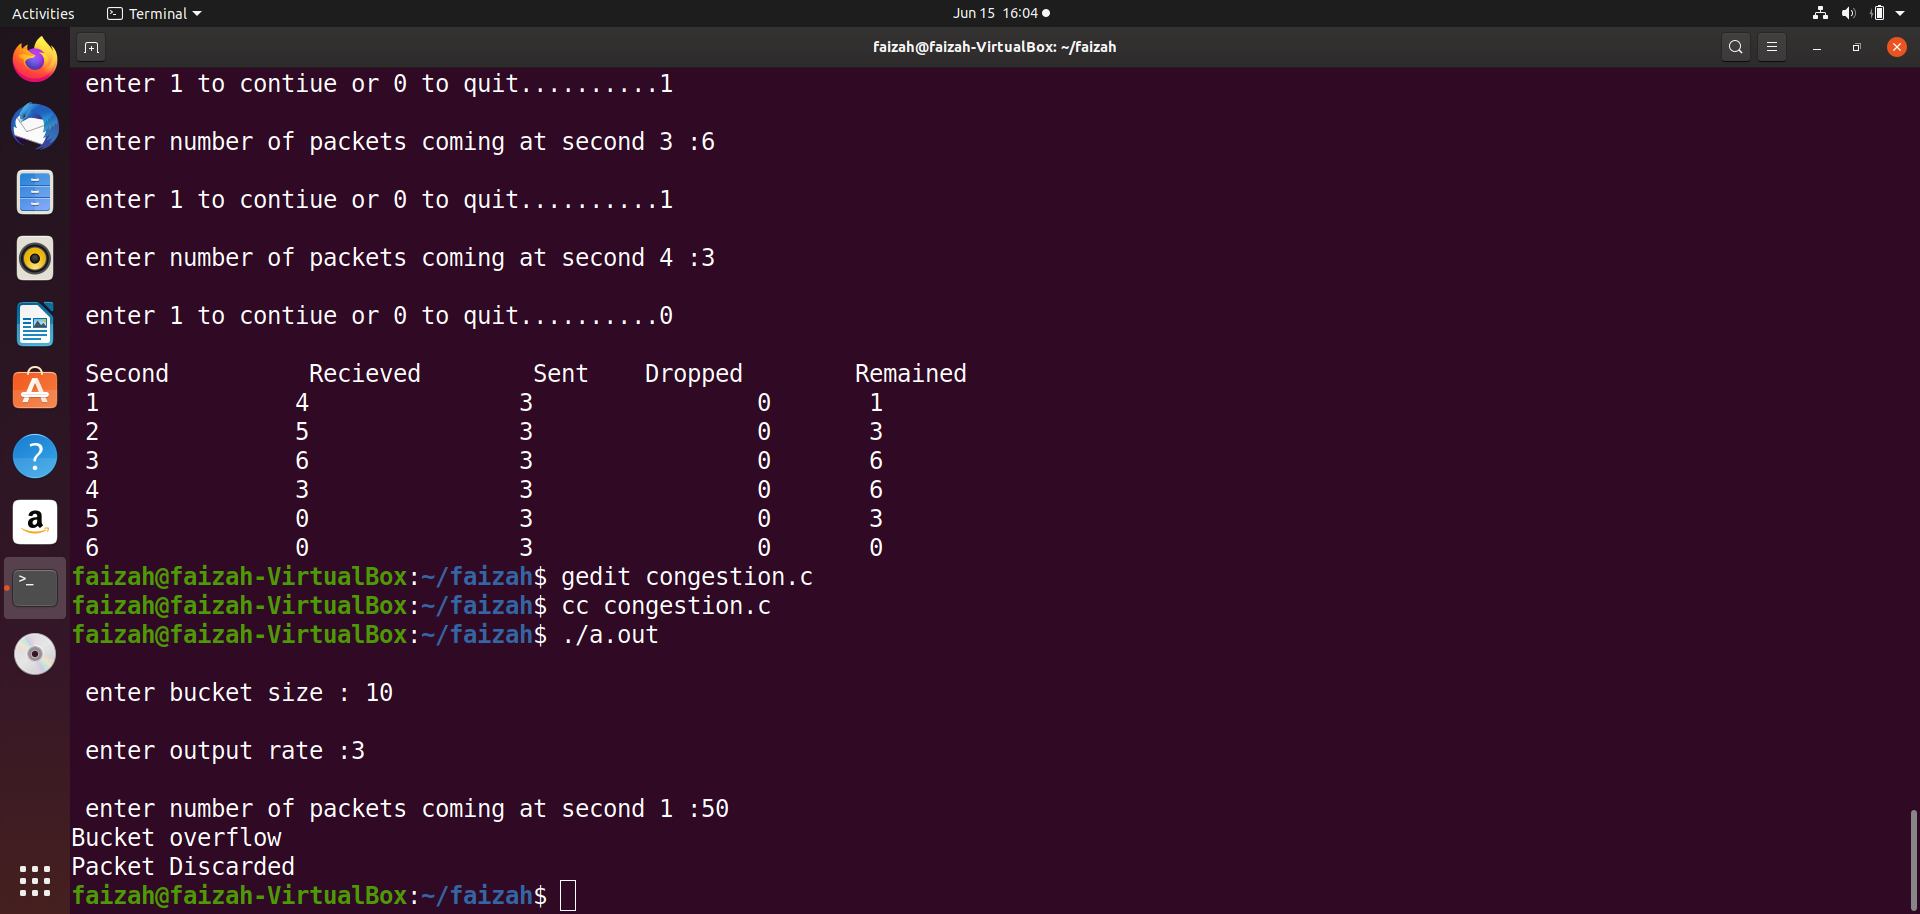 Activities Terminal Jun 15 16:04
faizah@faizah-VirtualBox: ~/faizah
enter 1 to contiue or 0 to quit..........1
enter number of packets coming at second 3 :6
enter 1 to contiue or 0 to quit..........1
enter number of packets coming at second 4 :3
enter 1 to contiue or 0 to quit..........0
Second Recieved Sent Dropped Remained
1 4 3 0 1
2 5 3 0 3
3 6 3 0 6
4 3 3 0 6
5 0 3 0 3
6 0 3 0 0
faizah@faizah-VirtualBox:~/faizah$ gedit congestion.c
faizah@faizah-VirtualBox:~/faizah$ cc congestion.c
faizah@faizah-VirtualBox:~/faizah$ ./a.out
enter bucket size : 10
enter output rate :3
enter number of packets coming at second 1 :50
Bucket overflow
Packet Discarded
faizah@faizah-VirtualBox:~/faizah$